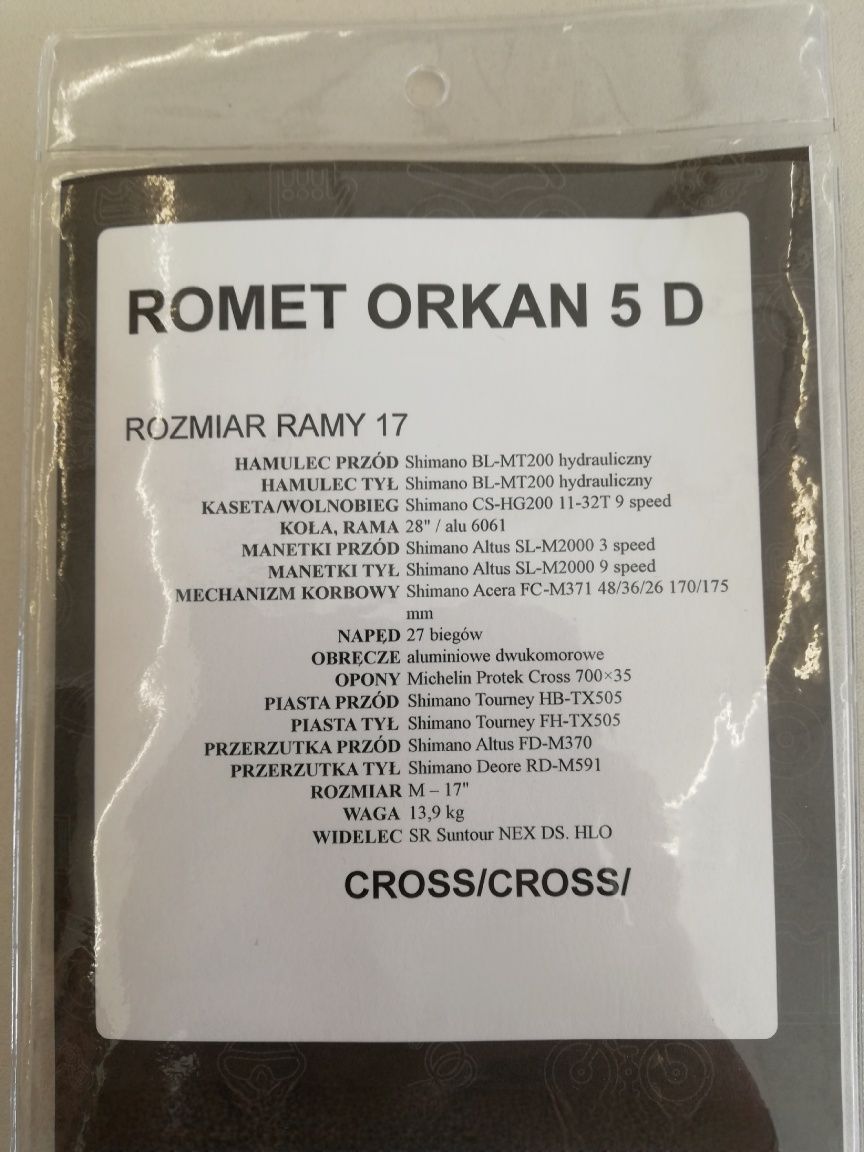 ROMET ORKAN 5 D
ROZMIAR RAMY 17
HAMULEC PRZÓD Shimano BL-MT200 hydrauliczny
HAMULEC TYŁ Shimano BL-MT200 hydrauliczny
KASETA/WOLNOBIEG Shimano CS-HG200 11-32T 9 speed
KOŁA, RAMA 28" / alu 6061
MANETKI PRZÓD Shimano Altus SL-M2000 3 speed
MANETKI TYŁ Shimano Altus SL-M2000 9 speed
MECHANIZM KORBOWY Shimano Acera FC-M371 48/36/26 170/175
mm
NAPĘD 27 biegów
OBRĘCZE aluminiowe dwukomorowe
OPONY Michelin Protek Cross 700×35
PIASTA PRZÓD Shimano Tourney HB-TX505
PIASTA TYŁ Shimano Tourney FH-TX505
PRZERZUTKA PRZÓD Shimano Altus FD-M370
PRZERZUTKA TYŁ Shimano Deore RD-M591
ROZMIAR M – 17"
WAGA 13,9 kg
WIDELEC SR Suntour NEX DS. HLO
CROSS/CROSS/